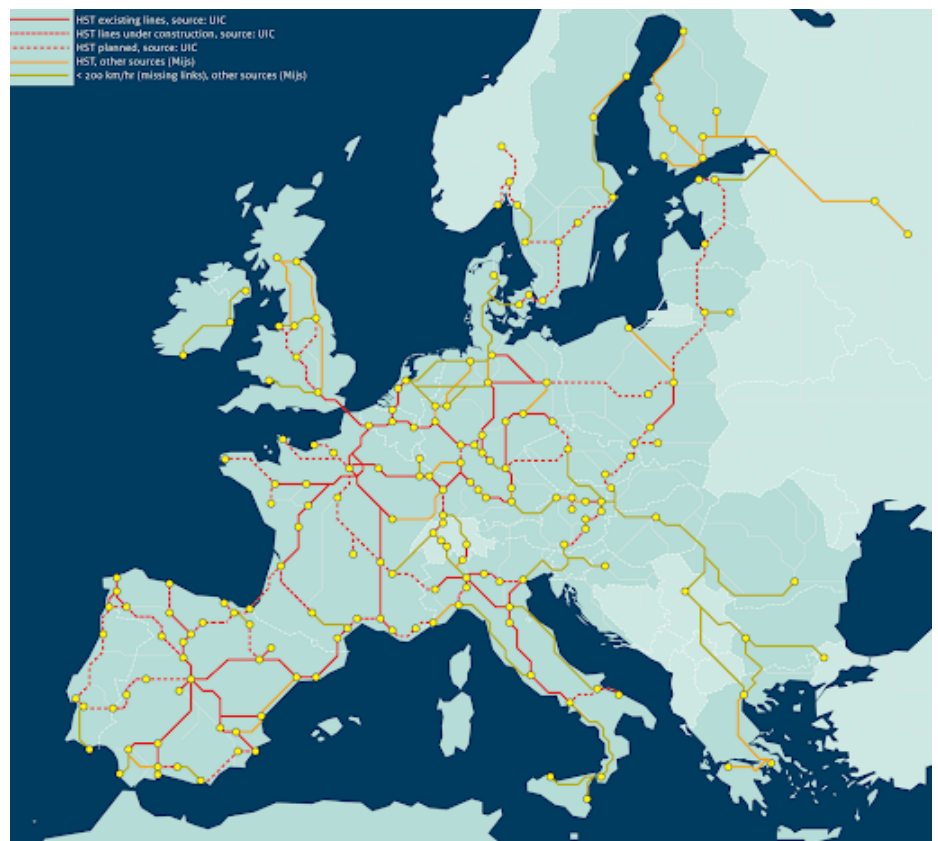 HST excisting lines, source: UIC
HST lines under construction, source: UIC
HST planned, source: UIC
HST, other sources (Mijs)
< 200 km/hr (missing links), other sources (Mijs)